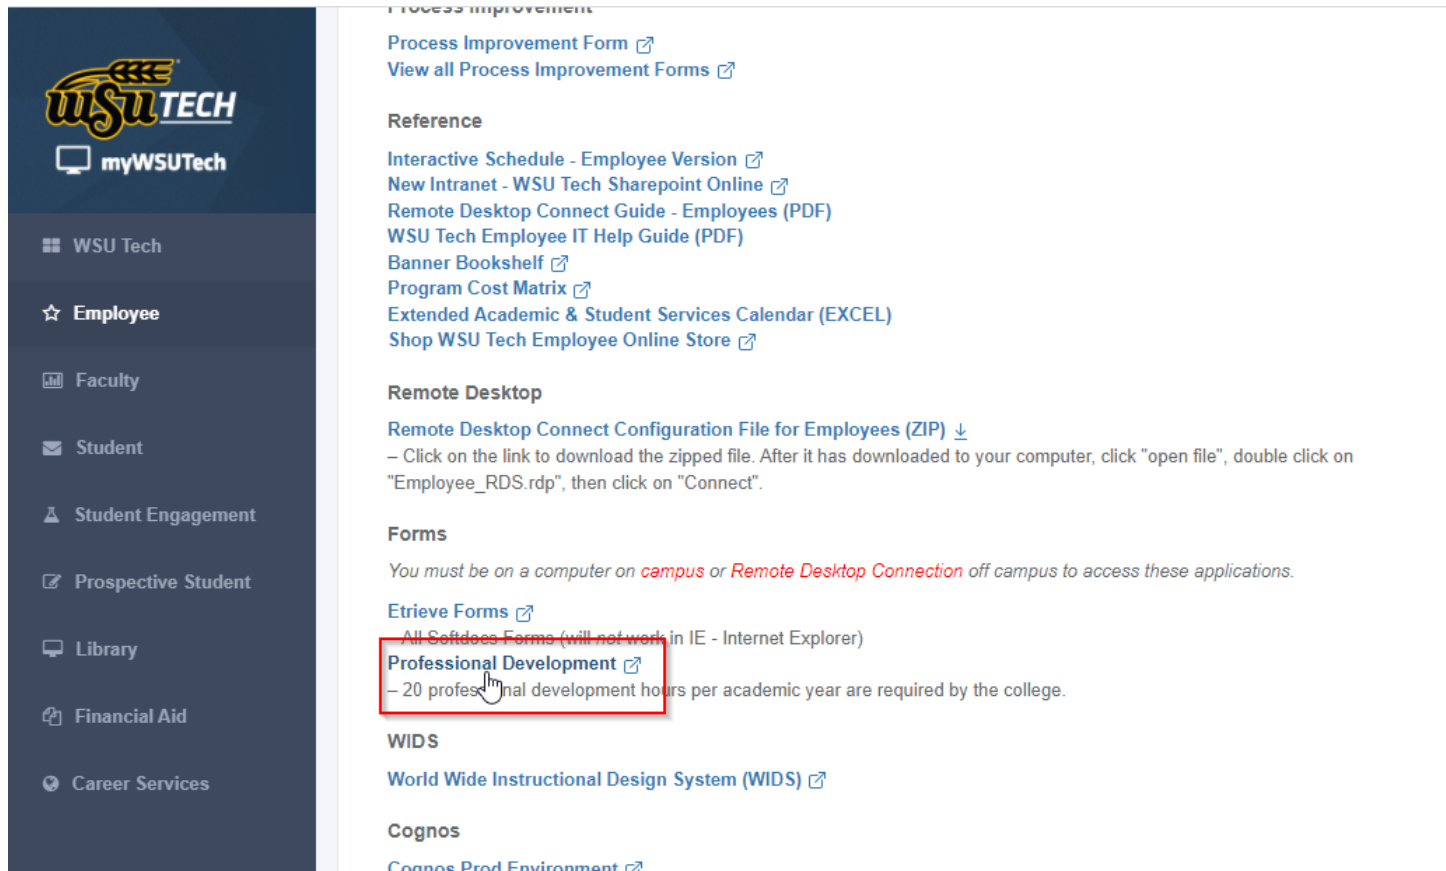 Process Improvement
Process Improvement Form
View all Process Improvement Forms
WSU TECH
myWSUTech
WSU Tech
Employee
Faculty
Student
Student Engagement
Prospective Student
Library
Financial Aid
Career Services
Reference
Interactive Schedule - Employee Version
New Intranet - WSU Tech Sharepoint Online
Remote Desktop Connect Guide - Employees (PDF)
WSU Tech Employee IT Help Guide (PDF)
Banner Bookshelf
Program Cost Matrix
Extended Academic & Student Services Calendar (EXCEL)
Shop WSU Tech Employee Online Store
Remote Desktop
Remote Desktop Connect Configuration File for Employees (ZIP)
– Click on the link to download the zipped file. After it has downloaded to your computer, click "open file", double click on
"Employee_RDS.rdp", then click on "Connect".
Forms
You must be on a computer on campus or Remote Desktop Connection off campus to access these applications.
Etrieve Forms
– All Softdocs Forms (will not work in IE - Internet Explorer)
Professional Development
– 20 professional development hours per academic year are required by the college.
WIDS
World Wide Instructional Design System (WIDS)
Cognos
Cognos Prod Environment